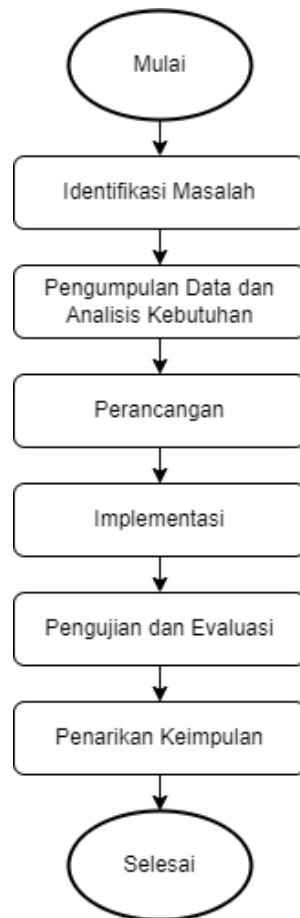 Mulai
Identifikasi Masalah
Pengumpulan Data dan
Analisis Kebutuhan
Perancangan
Implementasi
Pengujian dan Evaluasi
Penarikan Keimpulan
Selesai